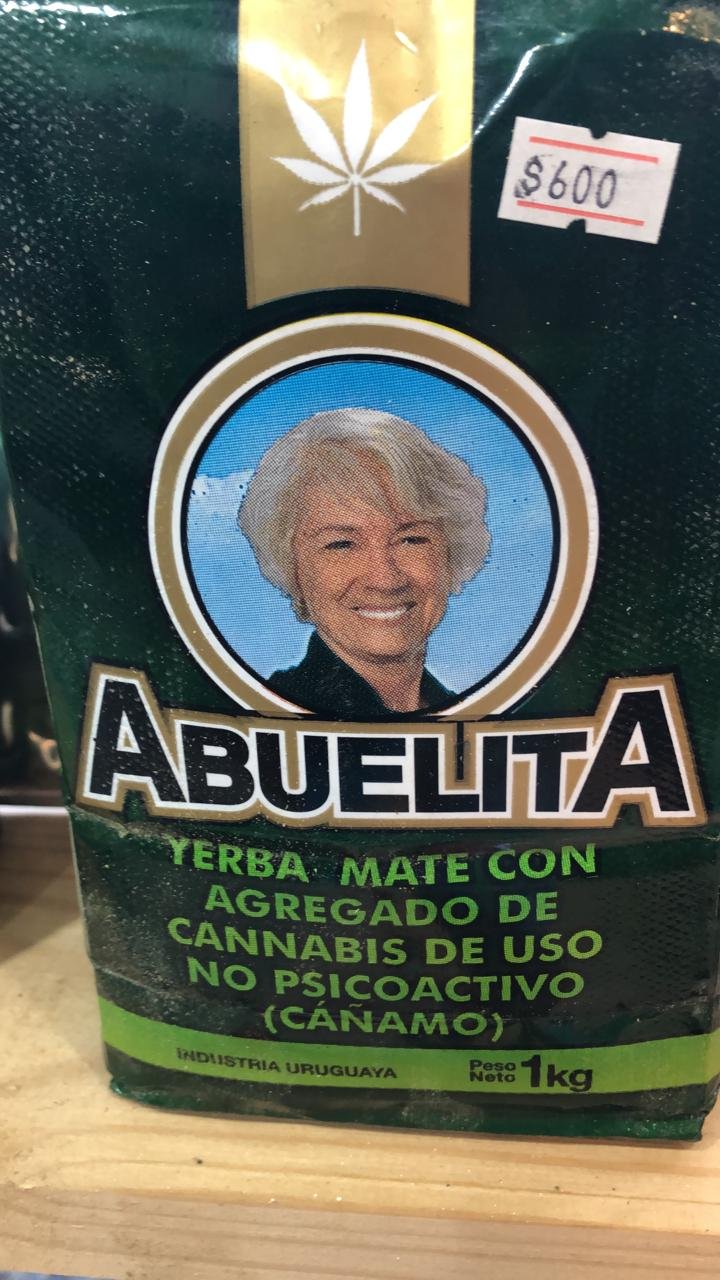 $600
ABUELITA
YERBA MATE CON
AGREGADO DE
CANNABIS DE USO
NO PSICOACTIVO
(CÁÑAMO)
INDUSTRIA URUGUAYA
Peso Neto 1kg